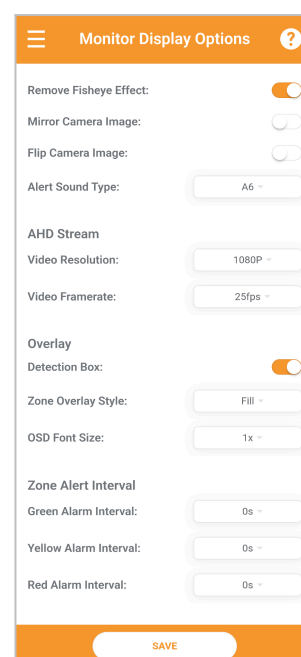 Monitor Display Options ?
Remove Fisheye Effect:
Mirror Camera Image:
Flip Camera Image:
Alert Sound Type: A6
AHD Stream
Video Resolution: 1080P
Video Framerate: 25fps
Overlay
Detection Box:
Zone Overlay Style: Fill
OSD Font Size: 1x
Zone Alert Interval
Green Alarm Interval: 0s
Yellow Alarm Interval: 0s
Red Alarm Interval: 0s
SAVE